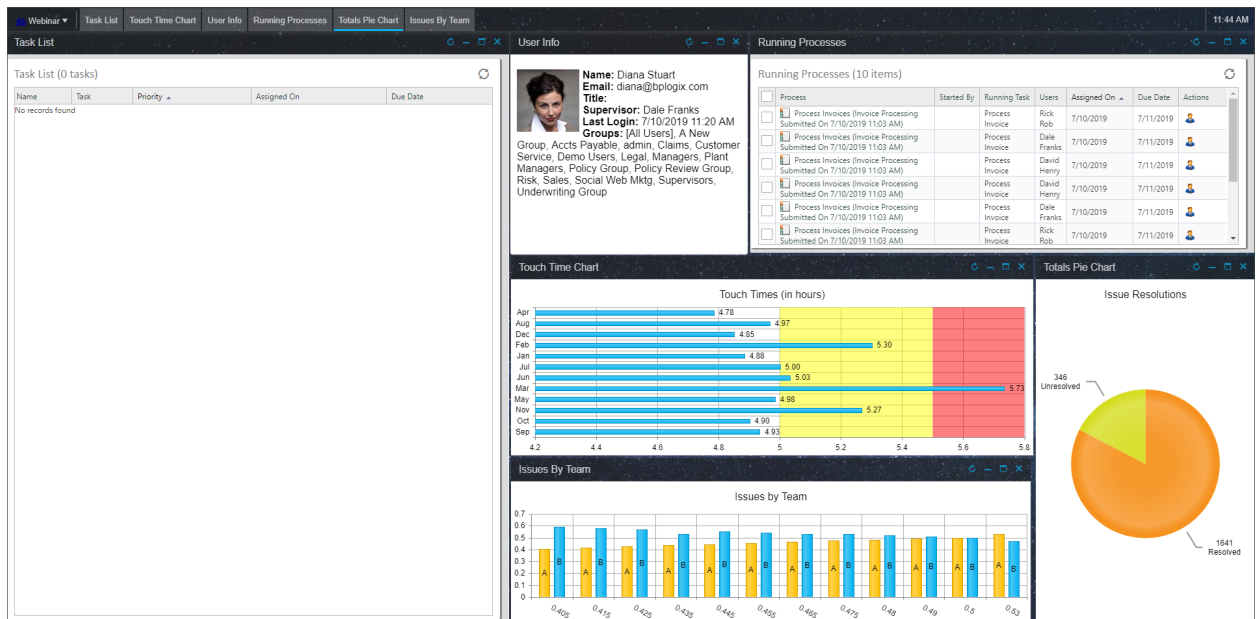 Webinar ▾ Task List Touch Time Chart User Info Running Processes Totals Pie Chart Issues By Team 11:44 AM
Task List
Task List (0 tasks)
Name Task Priority ▲ Assigned On Due Date
No records found
User Info
Name: Diana Stuart
Email: diana@bplogix.com
Title:
Supervisor: Dale Franks
Last Login: 7/10/2019 11:20 AM
Groups: [All Users], A New
Group, Accts Payable, admin, Claims, Customer
Service, Demo Users, Legal, Managers, Plant
Managers, Policy Group, Policy Review Group,
Risk, Sales, Social Web Mktg, Supervisors,
Underwriting Group
Running Processes
Running Processes (10 items)
Process Started By Running Task Users Assigned On ▲ Due Date Actions
Process Invoices (Invoice Processing Process Rick
Submitted On 7/10/2019 11:03 AM) Invoice Rob 7/10/2019 7/11/2019
Process Invoices (Invoice Processing Process Dale
Submitted On 7/10/2019 11:03 AM) Invoice Franks 7/10/2019 7/11/2019
Process Invoices (Invoice Processing Process David
Submitted On 7/10/2019 11:03 AM) Invoice Henry 7/10/2019 7/11/2019
Process Invoices (Invoice Processing Process David
Submitted On 7/10/2019 11:03 AM) Invoice Henry 7/10/2019 7/11/2019
Process Invoices (Invoice Processing Process Dale
Submitted On 7/10/2019 11:03 AM) Invoice Franks 7/10/2019 7/11/2019
Process Invoices (Invoice Processing Process Rick
Submitted On 7/10/2019 11:03 AM) Invoice Rob 7/10/2019 7/11/2019
Touch Time Chart
Touch Times (in hours)
Apr 4.78
Aug 4.97
Dec 4.85
Feb 5.30
Jan 4.88
Jul 5.00
Jun 5.03
Mar 5.73
May 4.98
Nov 5.27
Oct 4.90
Sep 4.93
4.2 4.4 4.6 4.8 5 5.2 5.4 5.6 5.8
Totals Pie Chart
Issue Resolutions
346
Unresolved
1641
Resolved
Issues By Team
Issues by Team
0.7
0.6
0.5
0.4
0.3
0.2
0.1
0
A B A B A B A B A B A B A B A B A B A B A B A B
0.405 0.415 0.425 0.435 0.445 0.455 0.465 0.475 0.48 0.49 0.5 0.53